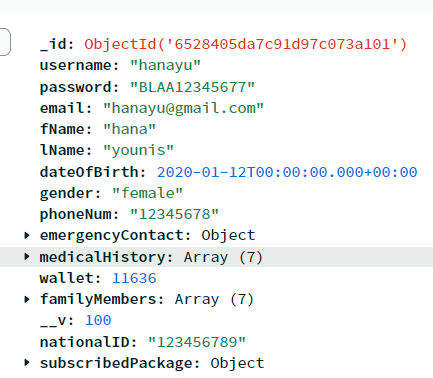 _id: ObjectId('6528405da7c91d97c073a101')
username: "hanayu"
password: "BLAA12345677"
email: "hanayu@gmail.com"
fName: "hana"
lName: "younis"
dateOfBirth: 2020-01-12T00:00:00.000+00:00
gender: "female"
phoneNum: "12345678"
emergencyContact: Object
medicalHistory: Array (7)
wallet: 11636
familyMembers: Array (7)
__v: 100
nationalID: "123456789"
subscribedPackage: Object